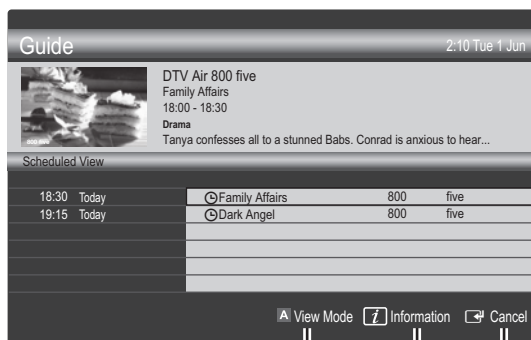 Guide 2:10 Tue 1 Jun
DTV Air 800 five
Family Affairs
18:00 - 18:30
Drama
Tanya confesses all to a stunned Babs. Conrad is anxious to hear...
800 five
Scheduled View
18:30 Today Family Affairs 800 five
19:15 Today Dark Angel 800 five
A View Mode i Information Cancel